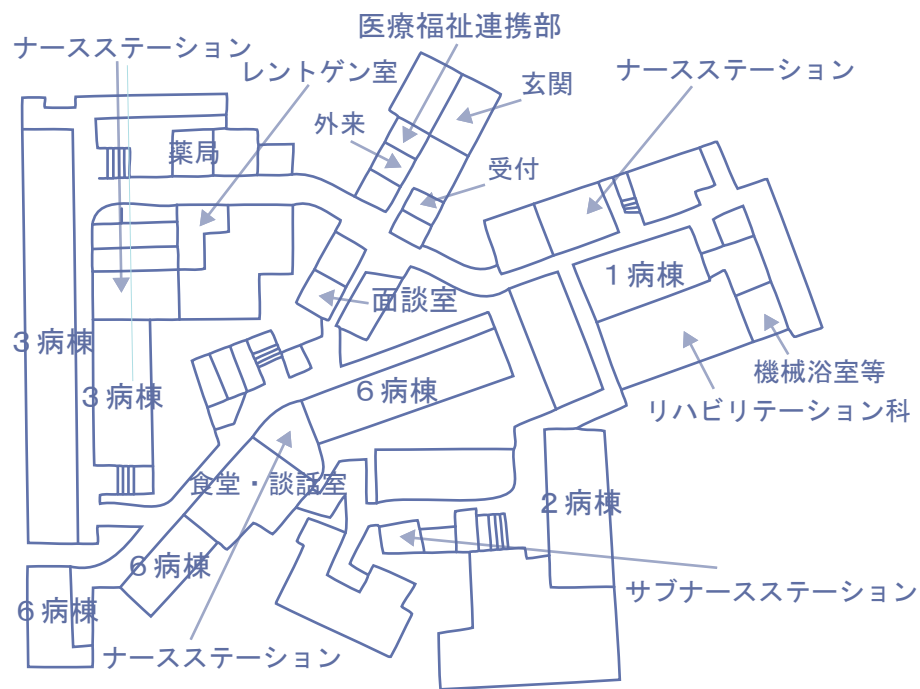 医療福祉連携部
ナースステーション
レントゲン室
ナースステーション
玄関
外来
薬局
受付
1病棟
面談室
3病棟
機械浴室等
3病棟
6病棟
リハビリテーション科
食堂・談話室
2病棟
6病棟
サブナースステーション
6病棟
ナースステーション